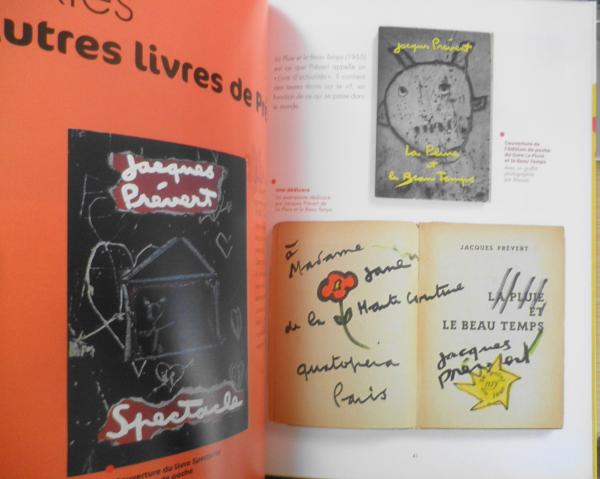 utres livres de Pré
Jacques
Prévert
Spectacle
ouverture du livre Spectacle
poche
La Pluie et le Beau Temps (1955)
est ce que Prévert appelle un
« livre d'actualités ». Il contient
des textes écrits sur le vif, en
fonction de ce qui se passe dans
le monde.
Jacques Prévert
La Pluie
et
le Beau Temps
Couverture de
l'édition de poche
du livre La Pluie
et le Beau Temps
Avec un graffiti
photographié
par Brassaï.
Une dédicace
Un exemplaire dédicacé
par Jacques Prévert de
La Pluie et le Beau Temps.
à Madame
Jane
de la Haute Couture
Paris
JACQUES PRÉVERT
LA PLUIE
ET
LE BEAU TEMPS
Jacques
Prévert
41